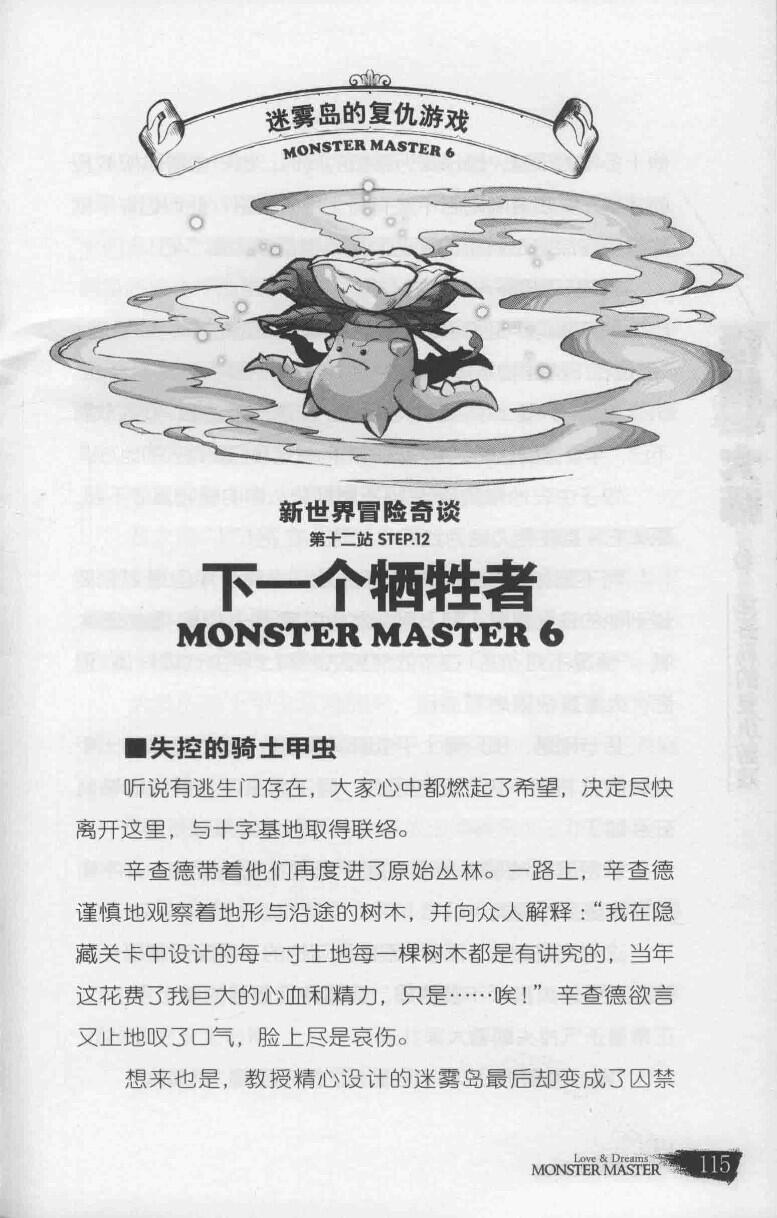 迷雾岛的复仇游戏
MONSTER MASTER 6
新世界冒险奇谈
第十二站 STEP.12
下一个牺牲者
MONSTER MASTER 6
■失控的骑士甲虫
听说有逃生门存在，大家心中都燃起了希望，决定尽快
离开这里，与十字基地取得联络。
辛查德带着他们再度进了原始丛林。一路上，辛查德
谨慎地观察着地形与沿途的树木，并向众人解释：“我在隐
藏关卡中设计的每一寸土地每一棵树木都是有讲究的，当年
这花费了我巨大的心血和精力，只是……唉！”辛查德欲言
又止地叹了口气，脸上尽是哀伤。
想来也是，教授精心设计的迷雾岛最后却变成了囚禁
Love & Dreams
MONSTER MASTER 115